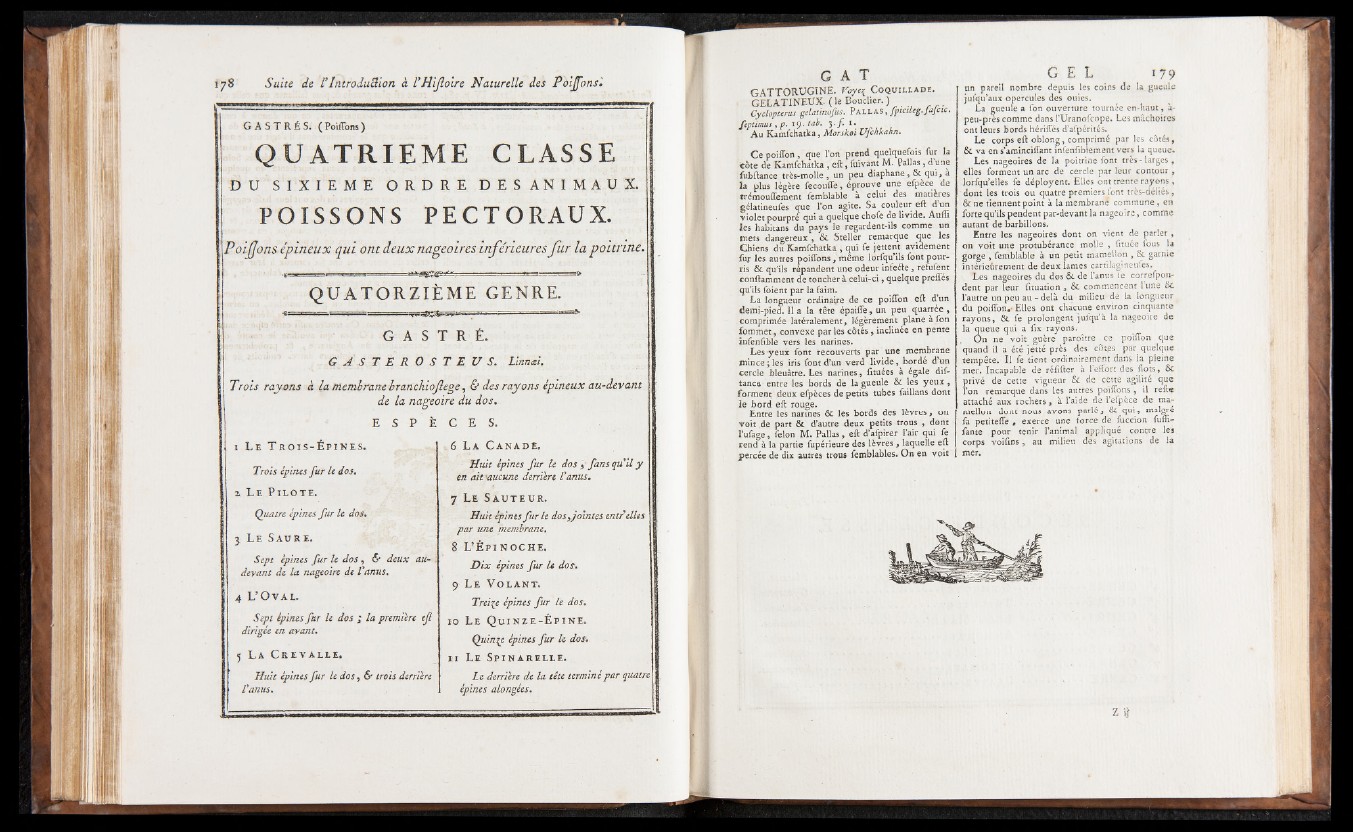 178 Suite de l'Introduction à l'Histoire Naturelle des Poissons.
GASTRÉS. (Poissons)
QUATRIEME CLASSE
DU SIXIEME ORDRE DES ANIMAUX.
POISSONS PECTORAUX.
Poissons épineux qui ont deux nageoires inférieures sur la poitrine.
QUATORZIÈME GENRE.
GASTRÉ.
GASTEROSTEUS. Linnæi.
Trois rayons à la membrane branchiostege, & des rayons épineux au-devant
de la nageoire du dos.
ESPÈCES.
1 LE TROIS-ÉPINES.
Trois épines sur le dos.
2 LE PILOTE.
Quatre épines sur le dos.
3 LE SAURE.
Sept épines sur le dos, & deux au-
devant de la nageoire de l'anus.
4 L'OVAL.
Sept épines sur le dos ; la première est
dirigée en avant.
5 LA CREVALLE.
Huit épines sur le dos, & trois derrière
l'anus.
6 LA CANADE.
Huit épines sur le dos, sans qu'il y
en ait aucune derrière l'anus.
7 LE SAUTEUR.
Huit épines sur le dos, jointes entr'elles
par une membrane.
8 L'ÉPINOCHE.
Dix épines sur le dos.
9 LE VOLANT.
Treize épines sur le dos.
10 LE QUINZE-ÉPINE.
Quinze épines sur le dos.
11 LE SPINARELLE.
Le derrière de la tête terminé par quatre
épines alongées.
GAT
GATTORUGINE. Voyez COQUILLADE.
GELATINEUX. (le Bouclier.)
Cyclopterus gelatinosus. PALLAS, spicileg. fascic.
septimus, p. 19. tab. 3. f. 1.
Au Kamschatka, Morskoi Uschkahn.
Ce poisson, que l'on prend quelquefois sur la
côte de Kamschatka, est, suivant M. Pallas, d'une
substance très-molle, un peu diaphane, & qui, à
la plus légère secousse, éprouve une espèce de
trémoussement semblable à celui des matières
gélatineuses que l'on agite. Sa couleur est d'un
violet pourpré qui a quelque chose de livide. Aussi
les habitans du pays le regardent-ils comme un
mets dangereux, & Steller remarque que les
Chiens du Kamschatka, qui se jettent avidement
sur les autres poissons, même lorsqu'ils sont pour-
ris & qu'ils répandent une odeur infecte, refusent
constamment de toucher à celui-ci, quelque pressés
qu'ils soient par la faim.
La longueur ordinaire de ce poisson est d'un
demi-pied. Il a la tête épaisse, un peu quarrée,
comprimée latéralement, légèrement plane à son
sommet, convexe par les côtés, inclinée en pente
insensible vers les narines.
Les yeux sont recouverts par une membrane
mince ; les iris sont d'un verd livide, bordé d'un
cercle bleuâtre. Les narines, situées à égale dis-
tance entre les bords de la gueule & les yeux,
forment deux espèces de petits tubes saillans dont
le bord est rouge.
Entre les narines & les bords des lèvres, on
voit de part & d'autre deux petits trous, dont
l'usage, selon M. Pallas, est d'aspirer l'air qui se
rend à la partie supérieure des lèvres, laquelle est
percée de dix autres trous semblables. On en voit
GEL 179
un pareil nombre depuis les coins de la gueule
jusqu'aux opercules des ouies.
La gueule a son ouverture tournée en-haut, à-
peu-près comme dans l'Uranoscope. Les mâchoires
ont leurs bords hérissés d'aspérités.
Le corps est oblong, comprimé par les côtés,
& va en s'amincissant insensiblement vers la queue.
Les nageoires de la poitrine sont très-larges,
elles forment un arc de cercle par leur contour,
lorsqu'elles se déployent. Elles ont trente rayons,
dont les trois ou quatre premiers sont très-déliés,
& ne tiennent point à la membrane commune, en
sorte qu'ils pendent par-devant la nageoire, comme
autant de barbillons.
Entre les nageoires dont on vient de parler,
on voit une protubérance molle, située sous la
gorge, semblable à un petit mamellon, & garnie
intérieurement de deux lames cartilagineuses.
Les nageoires du dos & de l'anus se correspon-
dent par leur situation, & commencent l'une &
l'autre un peu au-delà du milieu de la longueur
du poisson. Elles ont chacune environ cinquante
rayons, & se prolongent jusqu'à la nageoire de
la queue qui a six rayons.
On ne voit guère paroître ce poisson que
quand il a été jetté près des côtes par quelque
tempête. Il se tient ordinairement dans la pleine
mer. Incapable de résister à l'effort des flots, &
privé de cette vigueur & de cette agilité que
l'on remarque dans les autres poissons, il reste
attaché aux rochers, à l'aide de l'espèce de ma-
mellon dont nous avons parlé, & qui, malgré
sa petitesse, exerce une force de succion suffi-
sante pour tenir l'animal appliqué contre les
corps voisins, au milieu des agitations de la
mer.
Z ij